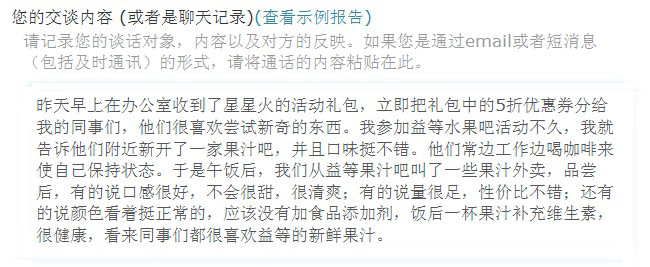 您的交谈内容 (或者是聊天记录)(查看示例报告)
请记录您的谈话对象，内容以及对方的反映。如果您是通过email或者短消息
（包括及时通讯）的形式，请将通话的内容粘贴在此。
昨天早上在办公室收到了星星火的活动礼包，立即把礼包中的5折优惠券分给
我的同事们，他们很喜欢尝试新奇的东西。我参加益等水果吧活动不久，我就
告诉他们附近新开了一家果汁吧，并且口味挺不错。他们常边工作边喝咖啡来
使自己保持状态。于是午饭后，我们从益等果汁吧叫了一些果汁外卖，品尝
后，有的说口感很好，不会很甜，很清爽；有的说量很足，性价比不错；还有
的说颜色看着挺正常的，应该没有加食品添加剂，饭后一杯果汁补充维生素，
很健康，看来同事们都很喜欢益等的新鲜果汁。